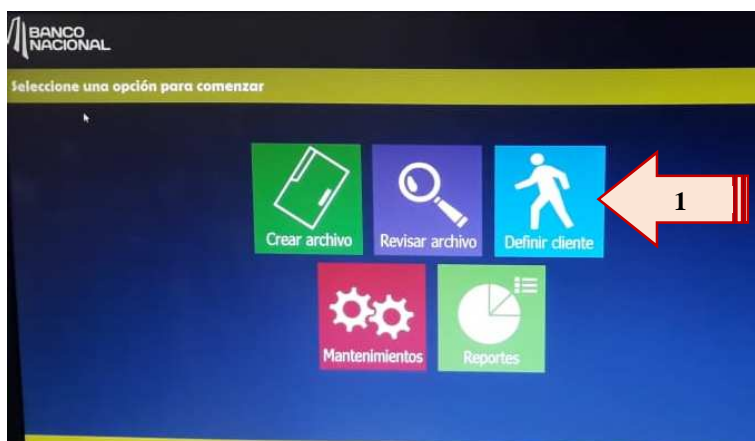 BANCO
NACIONAL
Seleccione una opción para comenzar
Crear archivo
Revisar archivo
Definir cliente
1
Mantenimientos
Reportes